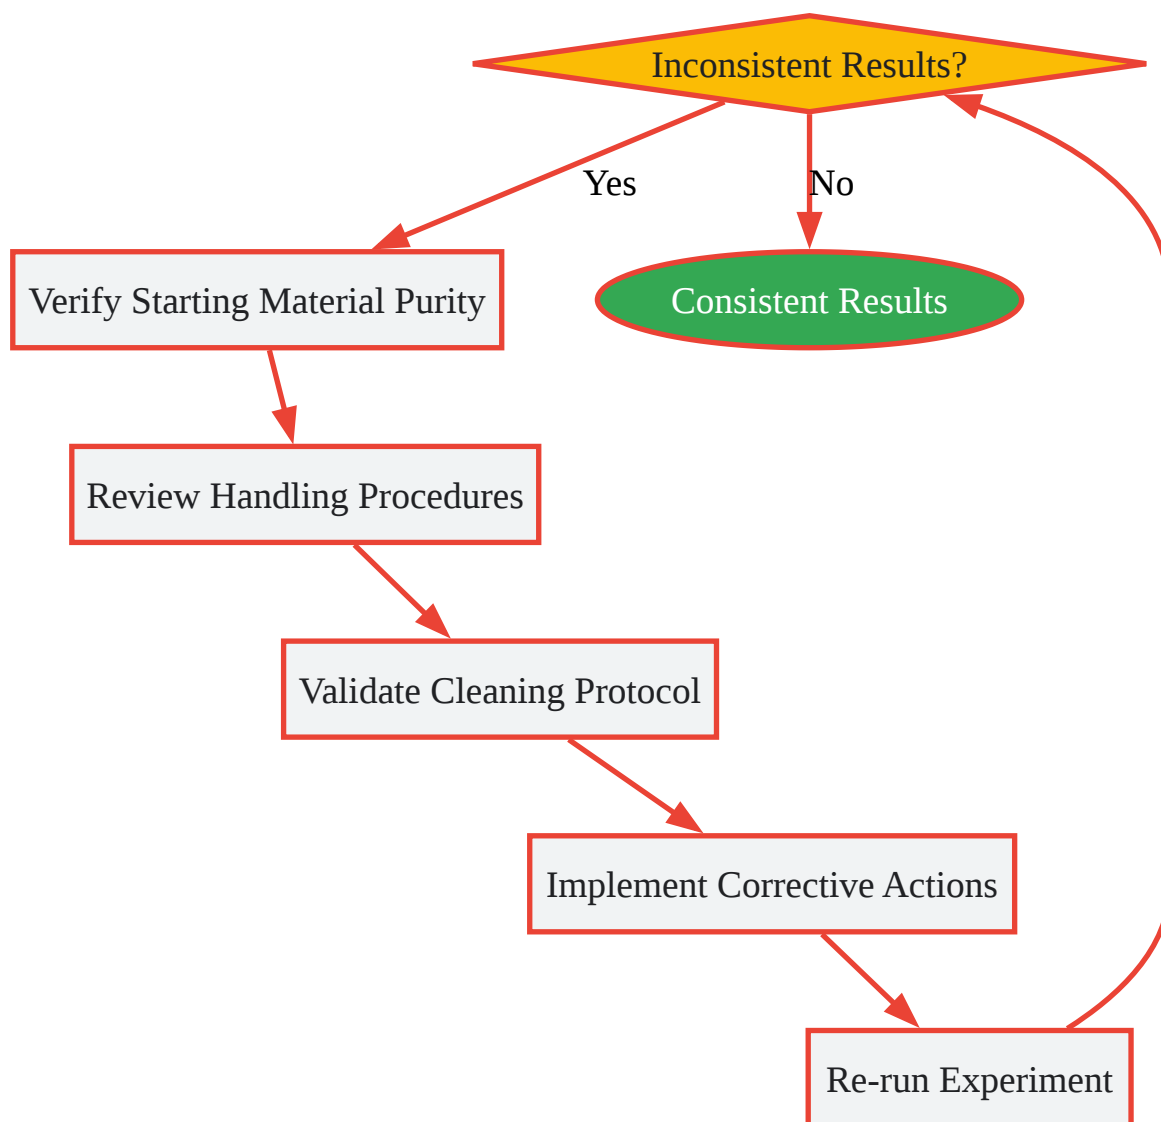 Inconsistent Results?
Yes
No
Verify Starting Material Purity
Consistent Results
Review Handling Procedures
Validate Cleaning Protocol
Implement Corrective Actions
Re-run Experiment